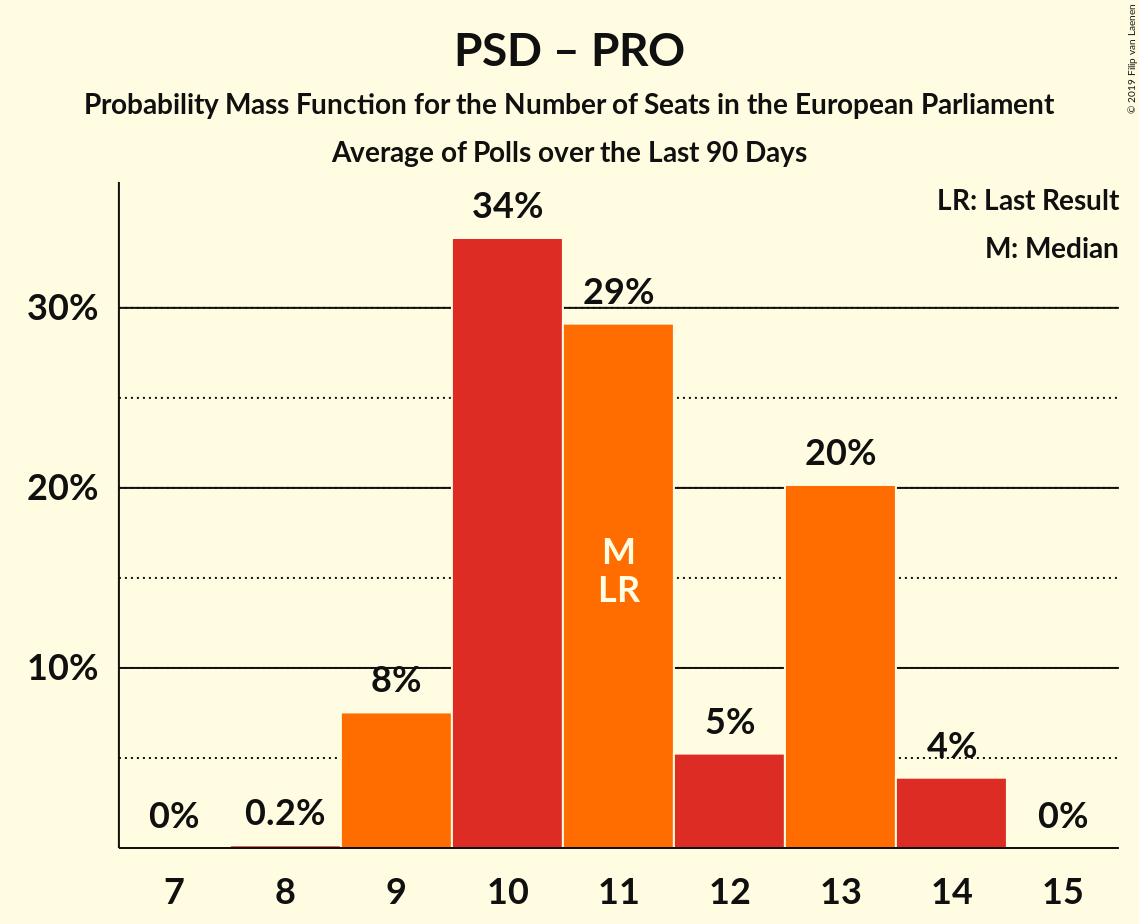 PSD – PRO
Probability Mass Function for the Number of Seats in the European Parliament
Average of Polls over the Last 90 Days
© 2019 Filip van Laenen
LR: Last Result
M: Median
34%
29%
30%
20%
20%
M
LR
10%
8%
5%
4%
0%
0.2%
0%
7 8 9 10 11 12 13 14 15